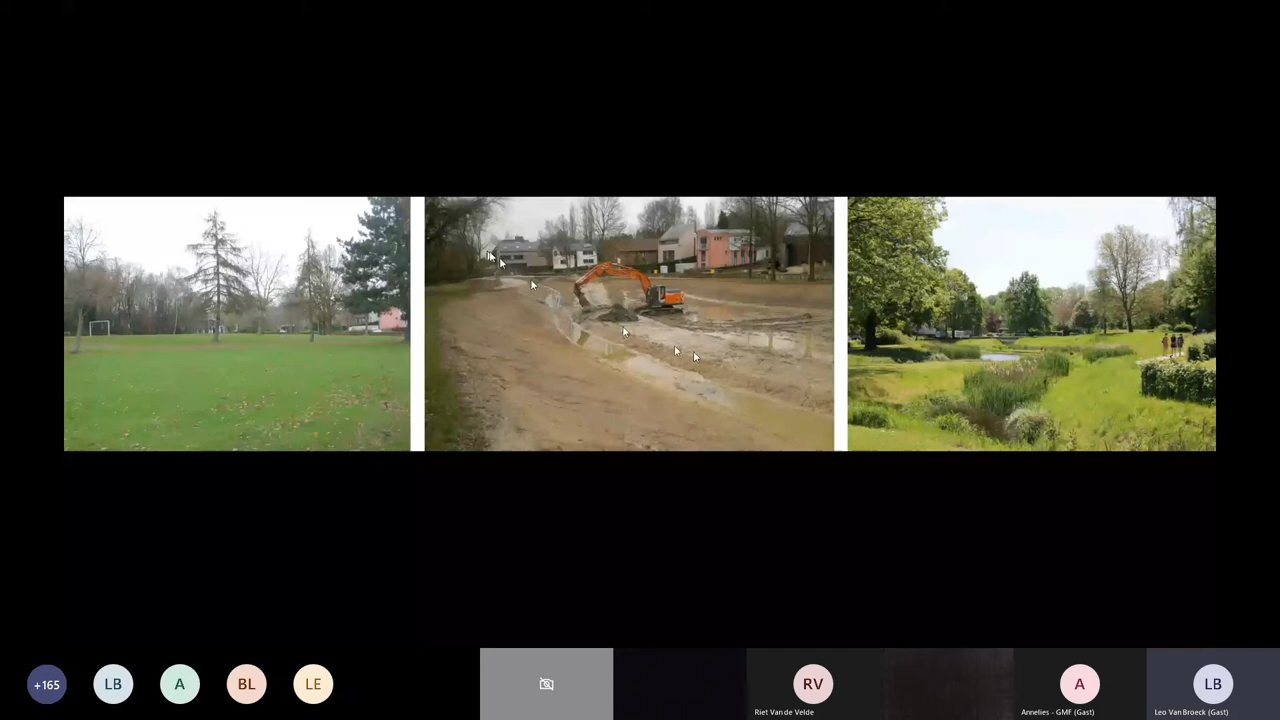 +165
LB
A
BL
LE
RV
A
LB
Riet Van de Velde
Annelies - GMF (Gast)
Leo Van Broeck (Gast)